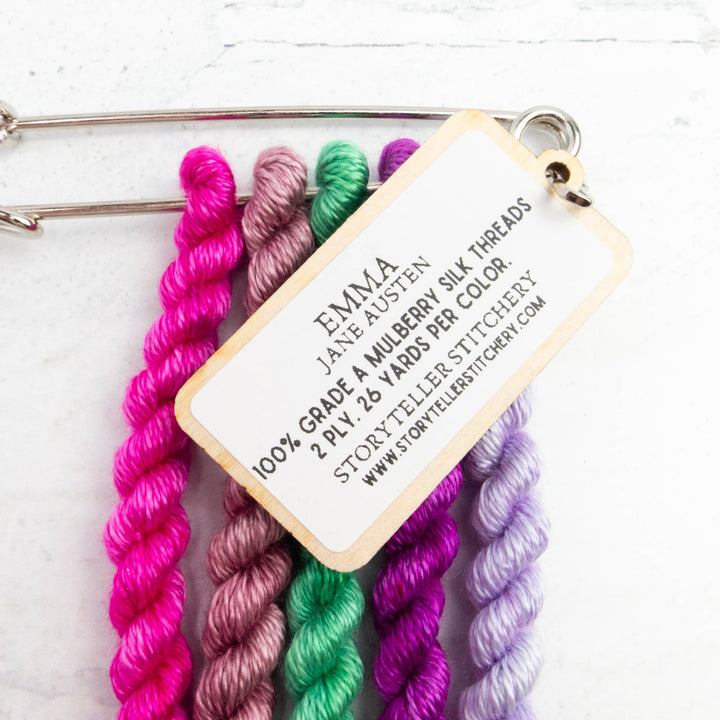 EMMA
JANE AUSTEN
100% GRADE A MULBERRY SILK THREADS
2 PLY. 26 YARDS PER COLOR.
STORYTELLER STITCHERY
WWW.STORYTELLERSTITCHERY.COM